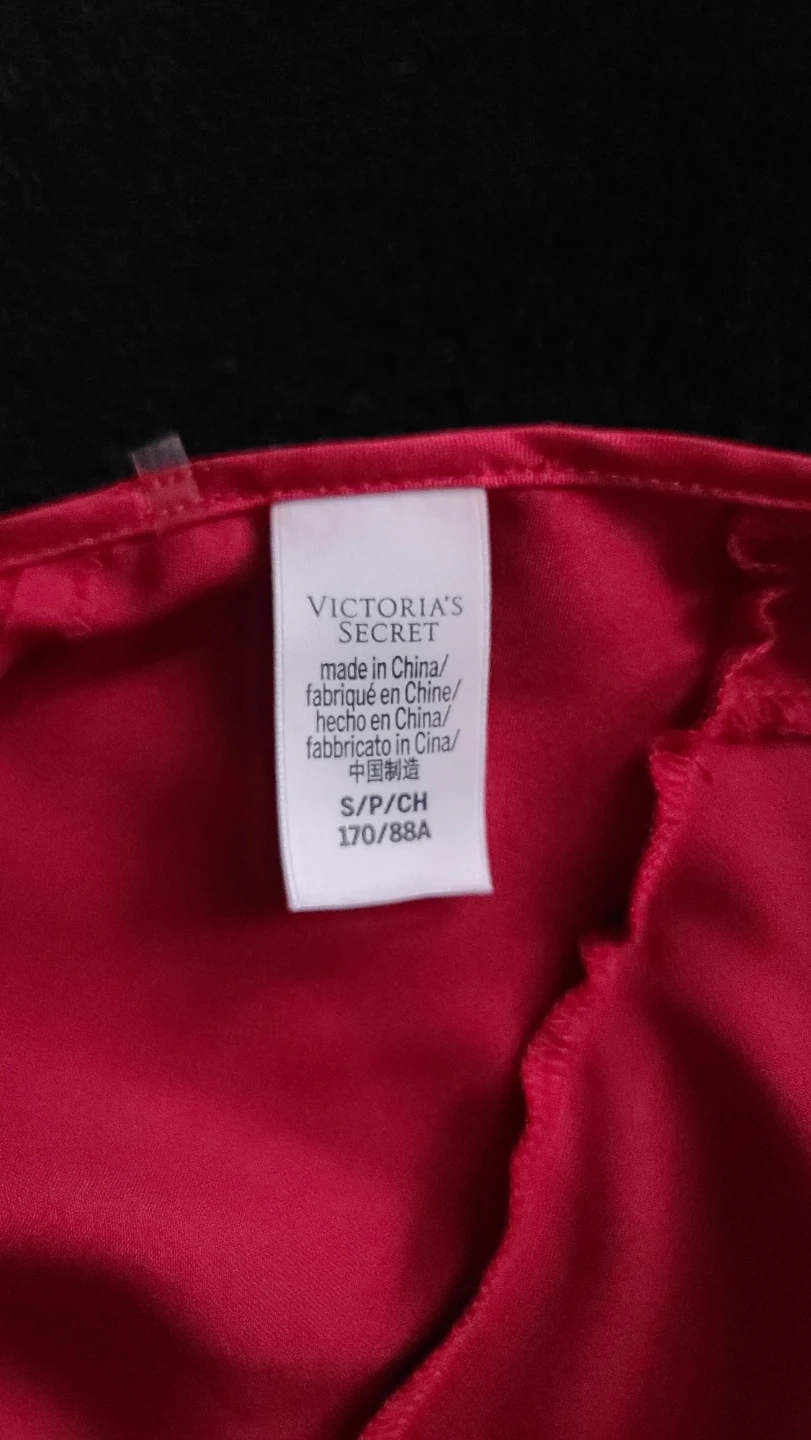 VICTORIA'S
SECRET
made in China/
fabriqué en Chine/
hecho en China/
fabbricato in Cina/
中国制造
S/P/CH
170/88A